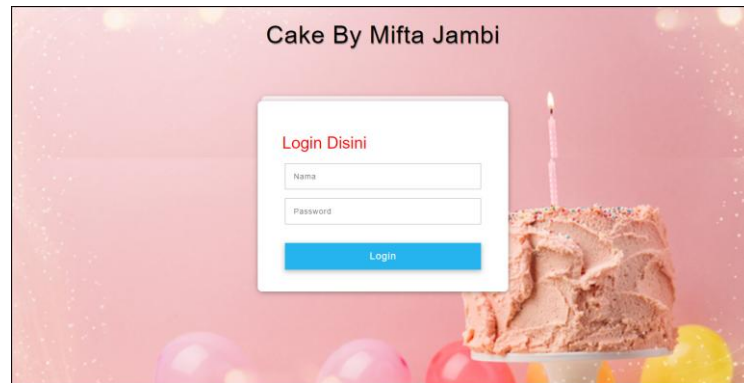 Cake By Mifta Jambi
Login Disini
Nama
Password
Login